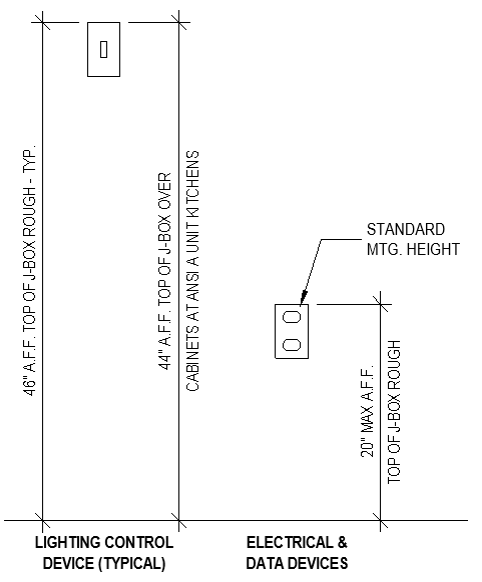 46" A.F.F. TOP OF J-BOX ROUGH - TYP.
44" A.F.F. TOP OF J-BOX OVER
CABINETS AT ANSI A UNIT KITCHENS
STANDARD
MTG. HEIGHT
20" MAX A.F.F.
TOP OF J-BOX ROUGH
LIGHTING CONTROL
DEVICE (TYPICAL)
ELECTRICAL &
DATA DEVICES